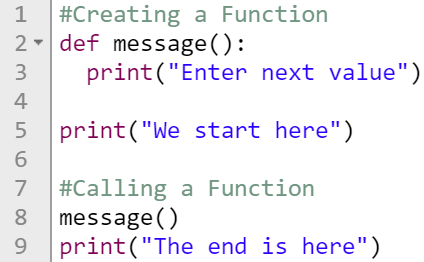 1 #Creating a Function
2 def message():
3   print("Enter next value")
4
5 print("We start here")
6
7 #Calling a Function
8 message()
9 print("The end is here")